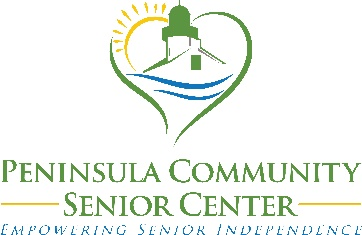 PENINSULA COMMUNITY
SENIOR CENTER
EMPOWERING SENIOR INDEPENDENCE